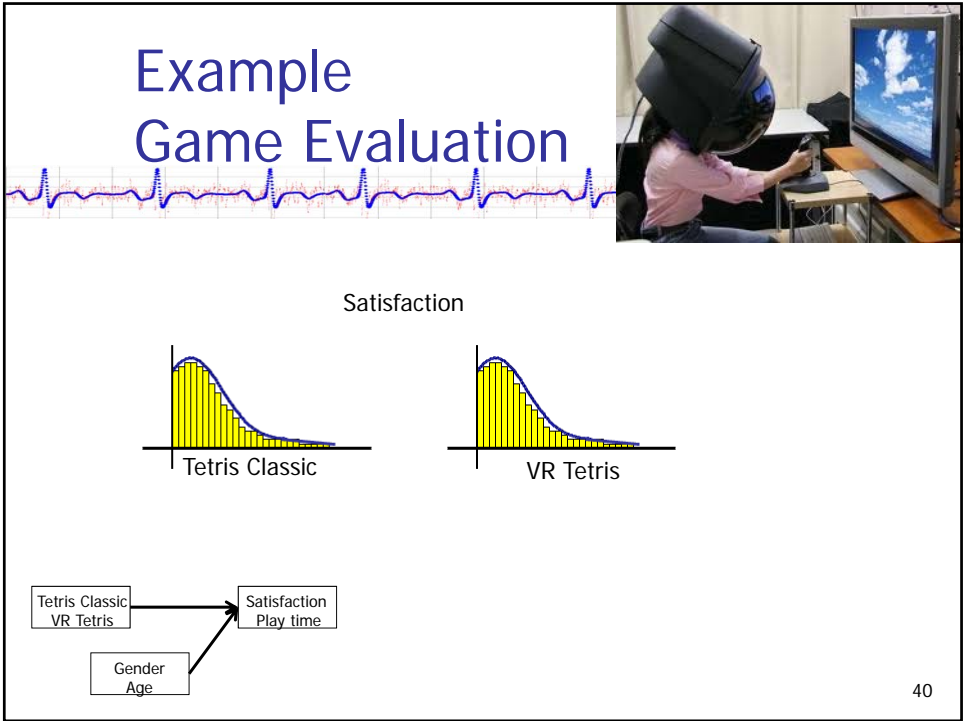 Example
Game Evaluation
Satisfaction
Tetris Classic
VR Tetris
Tetris Classic
VR Tetris
Satisfaction
Play time
Gender
Age
40